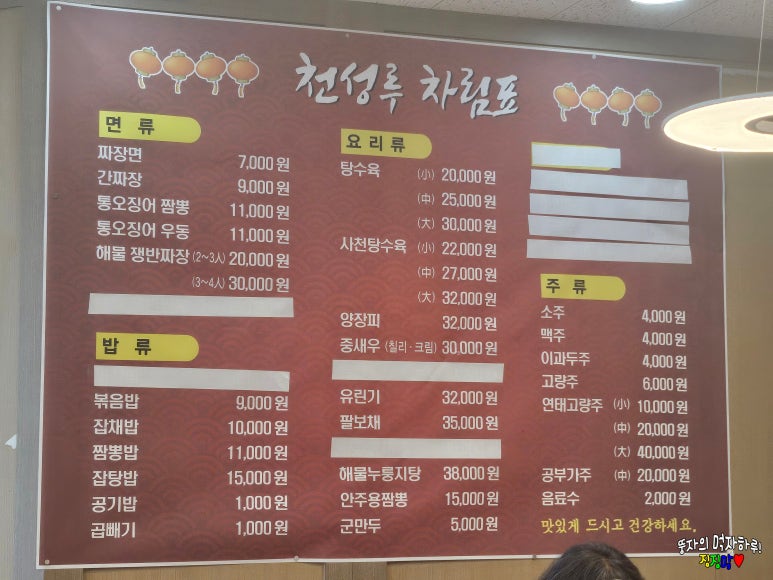 천성루 차림표
면 류
짜장면 7,000원
간짜장 9,000원
통오징어 짬뽕 11,000원
통오징어 우동 11,000원
해물 쟁반짜장 (2~3人) 20,000원
(3~4人) 30,000원
밥 류
볶음밥 9,000원
잡채밥 10,000원
짬뽕밥 11,000원
잡탕밥 15,000원
공기밥 1,000원
곱빼기 1,000원
요 리 류
탕수육 (小) 20,000원
(中) 25,000원
(大) 30,000원
사천탕수육 (小) 22,000원
(中) 27,000원
(大) 32,000원
양장피 32,000원
중새우 (칠리·크림) 30,000원
유린기 32,000원
팔보채 35,000원
해물누룽지탕 38,000원
안주용짬뽕 15,000원
군만두 5,000원
주 류
소주 4,000원
맥주 4,000원
이과두주 4,000원
고량주 6,000원
연태고량주 (小) 10,000원
(中) 20,000원
(大) 40,000원
공부가주 (中) 20,000원
음료수 2,000원
맛있게 드시고 건강하세요.
뚱자의 먹자하루!